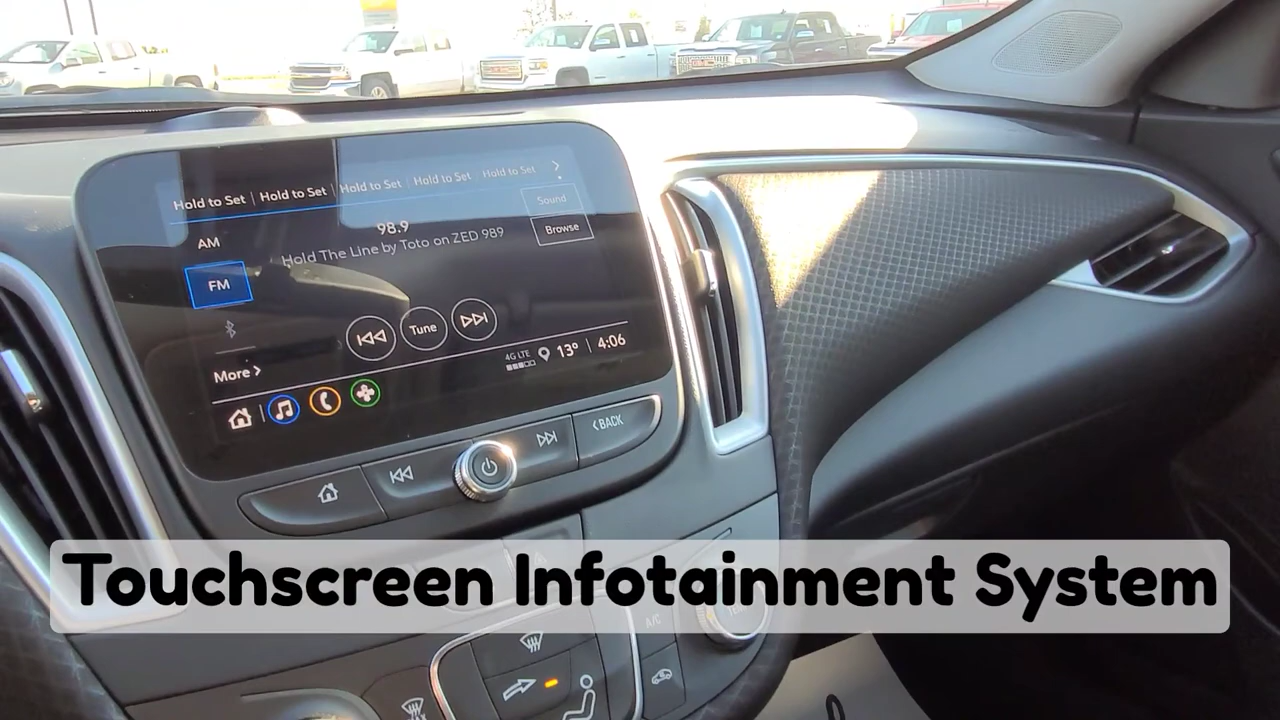 Hold to Set | Hold to Set | Hold to Set | Hold to Set Hold to Set >
Sound
AM
98.9
Browse
Hold The Line by Toto on ZED 989
FM
Tune
More >
4G LTE
13° | 4:06
< BACK
Touchscreen Infotainment System
A/C